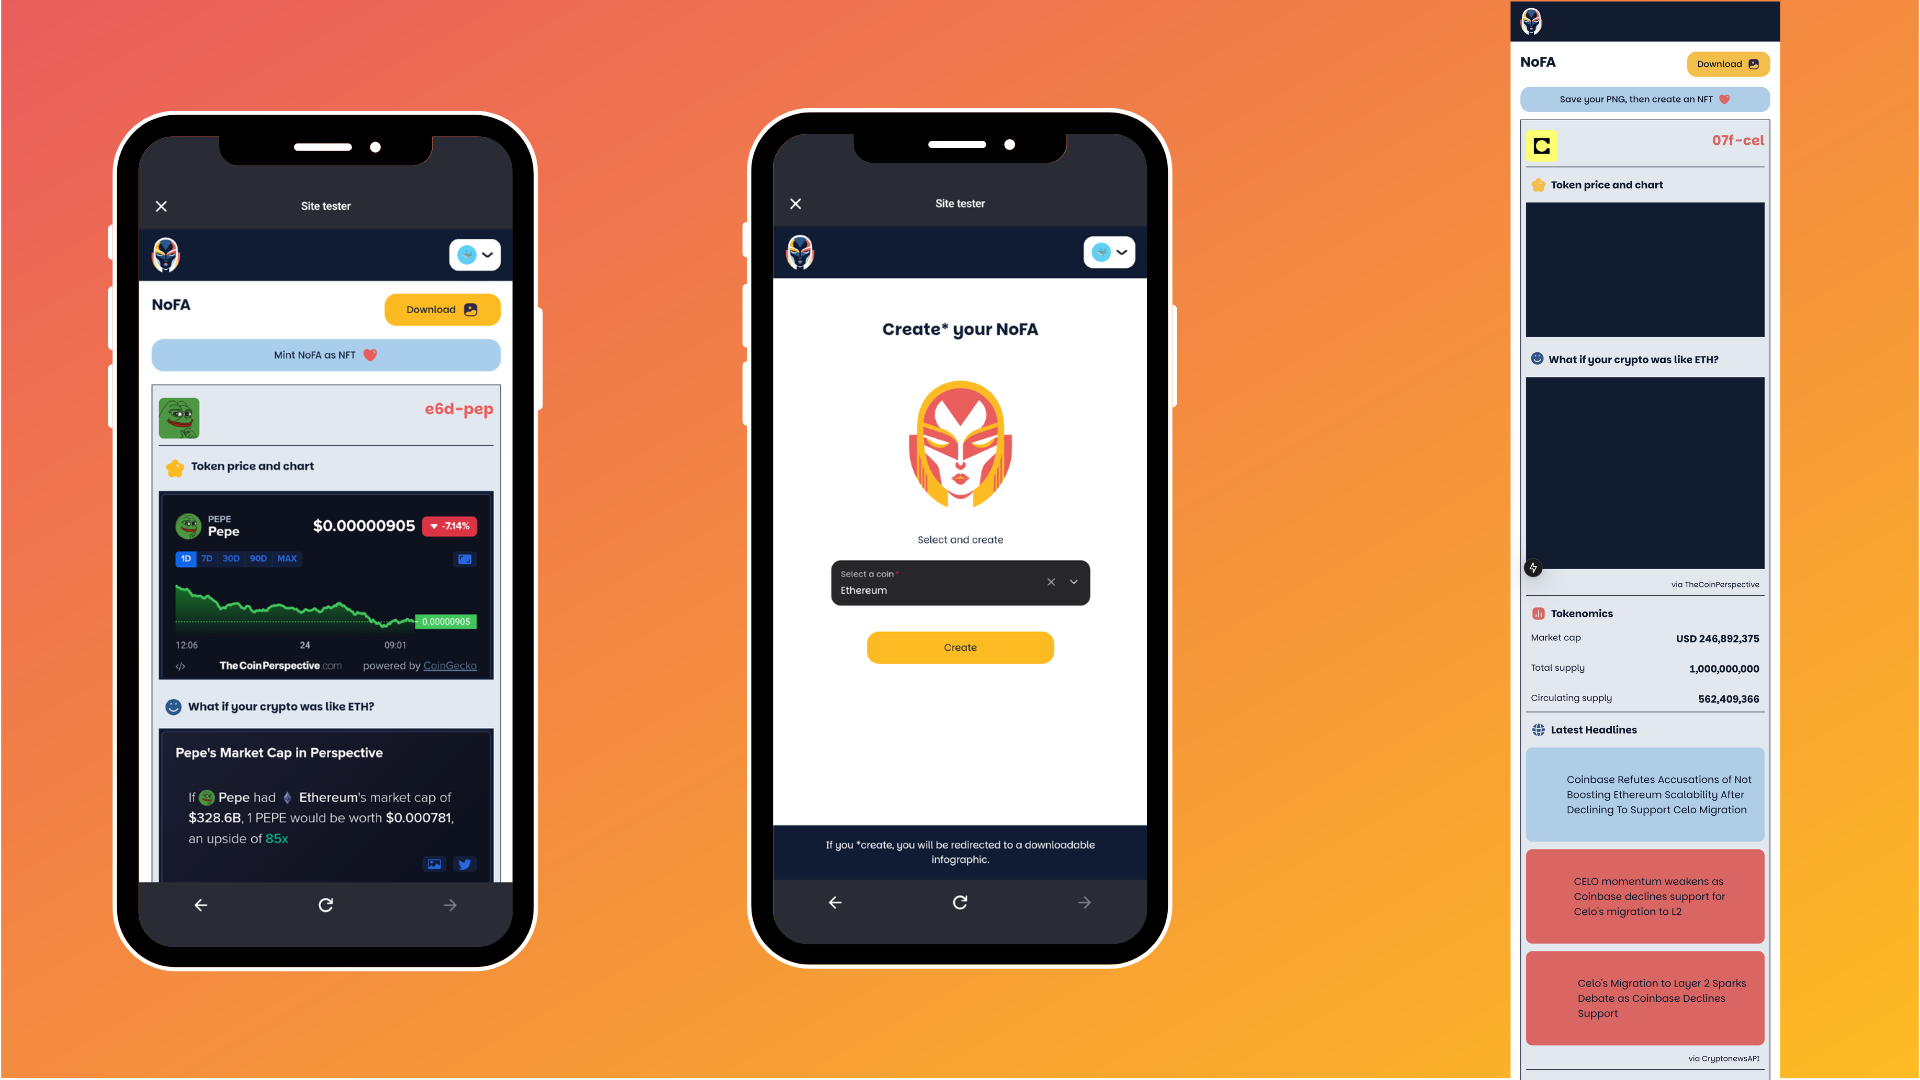 Site tester
NoFA
Download
Mint NoFA as NFT
e6d-pep
Token price and chart
PEPE
Pepe
$0.00000905
-7.14%
1D 7D 30D 90D MAX
0.00000905
12:06 24 09:01
TheCoinPerspective.com powered by CoinGecko
What if your crypto was like ETH?
Pepe's Market Cap in Perspective
If Pepe had Ethereum's market cap of
$328.6B, 1 PEPE would be worth $0.000781,
an upside of 85x
Site tester
Create* your NoFA
Select and create
Select a coin*
Ethereum
Create
If you *create, you will be redirected to a downloadable
infographic.
NoFA
Download
Save your PNG, then create an NFT
07f-cel
Token price and chart
What if your crypto was like ETH?
via TheCoinPerspective
Tokenomics
Market cap USD 246,892,375
Total supply 1,000,000,000
Circulating supply 562,409,366
Latest Headlines
Coinbase Refutes Accusations of Not
Boosting Ethereum Scalability After
Declining To Support Celo Migration
CELO momentum weakens as
Coinbase declines support for
Celo's migration to L2
Celo's Migration to Layer 2 Sparks
Debate as Coinbase Declines
Support
via CryptonewsAPI